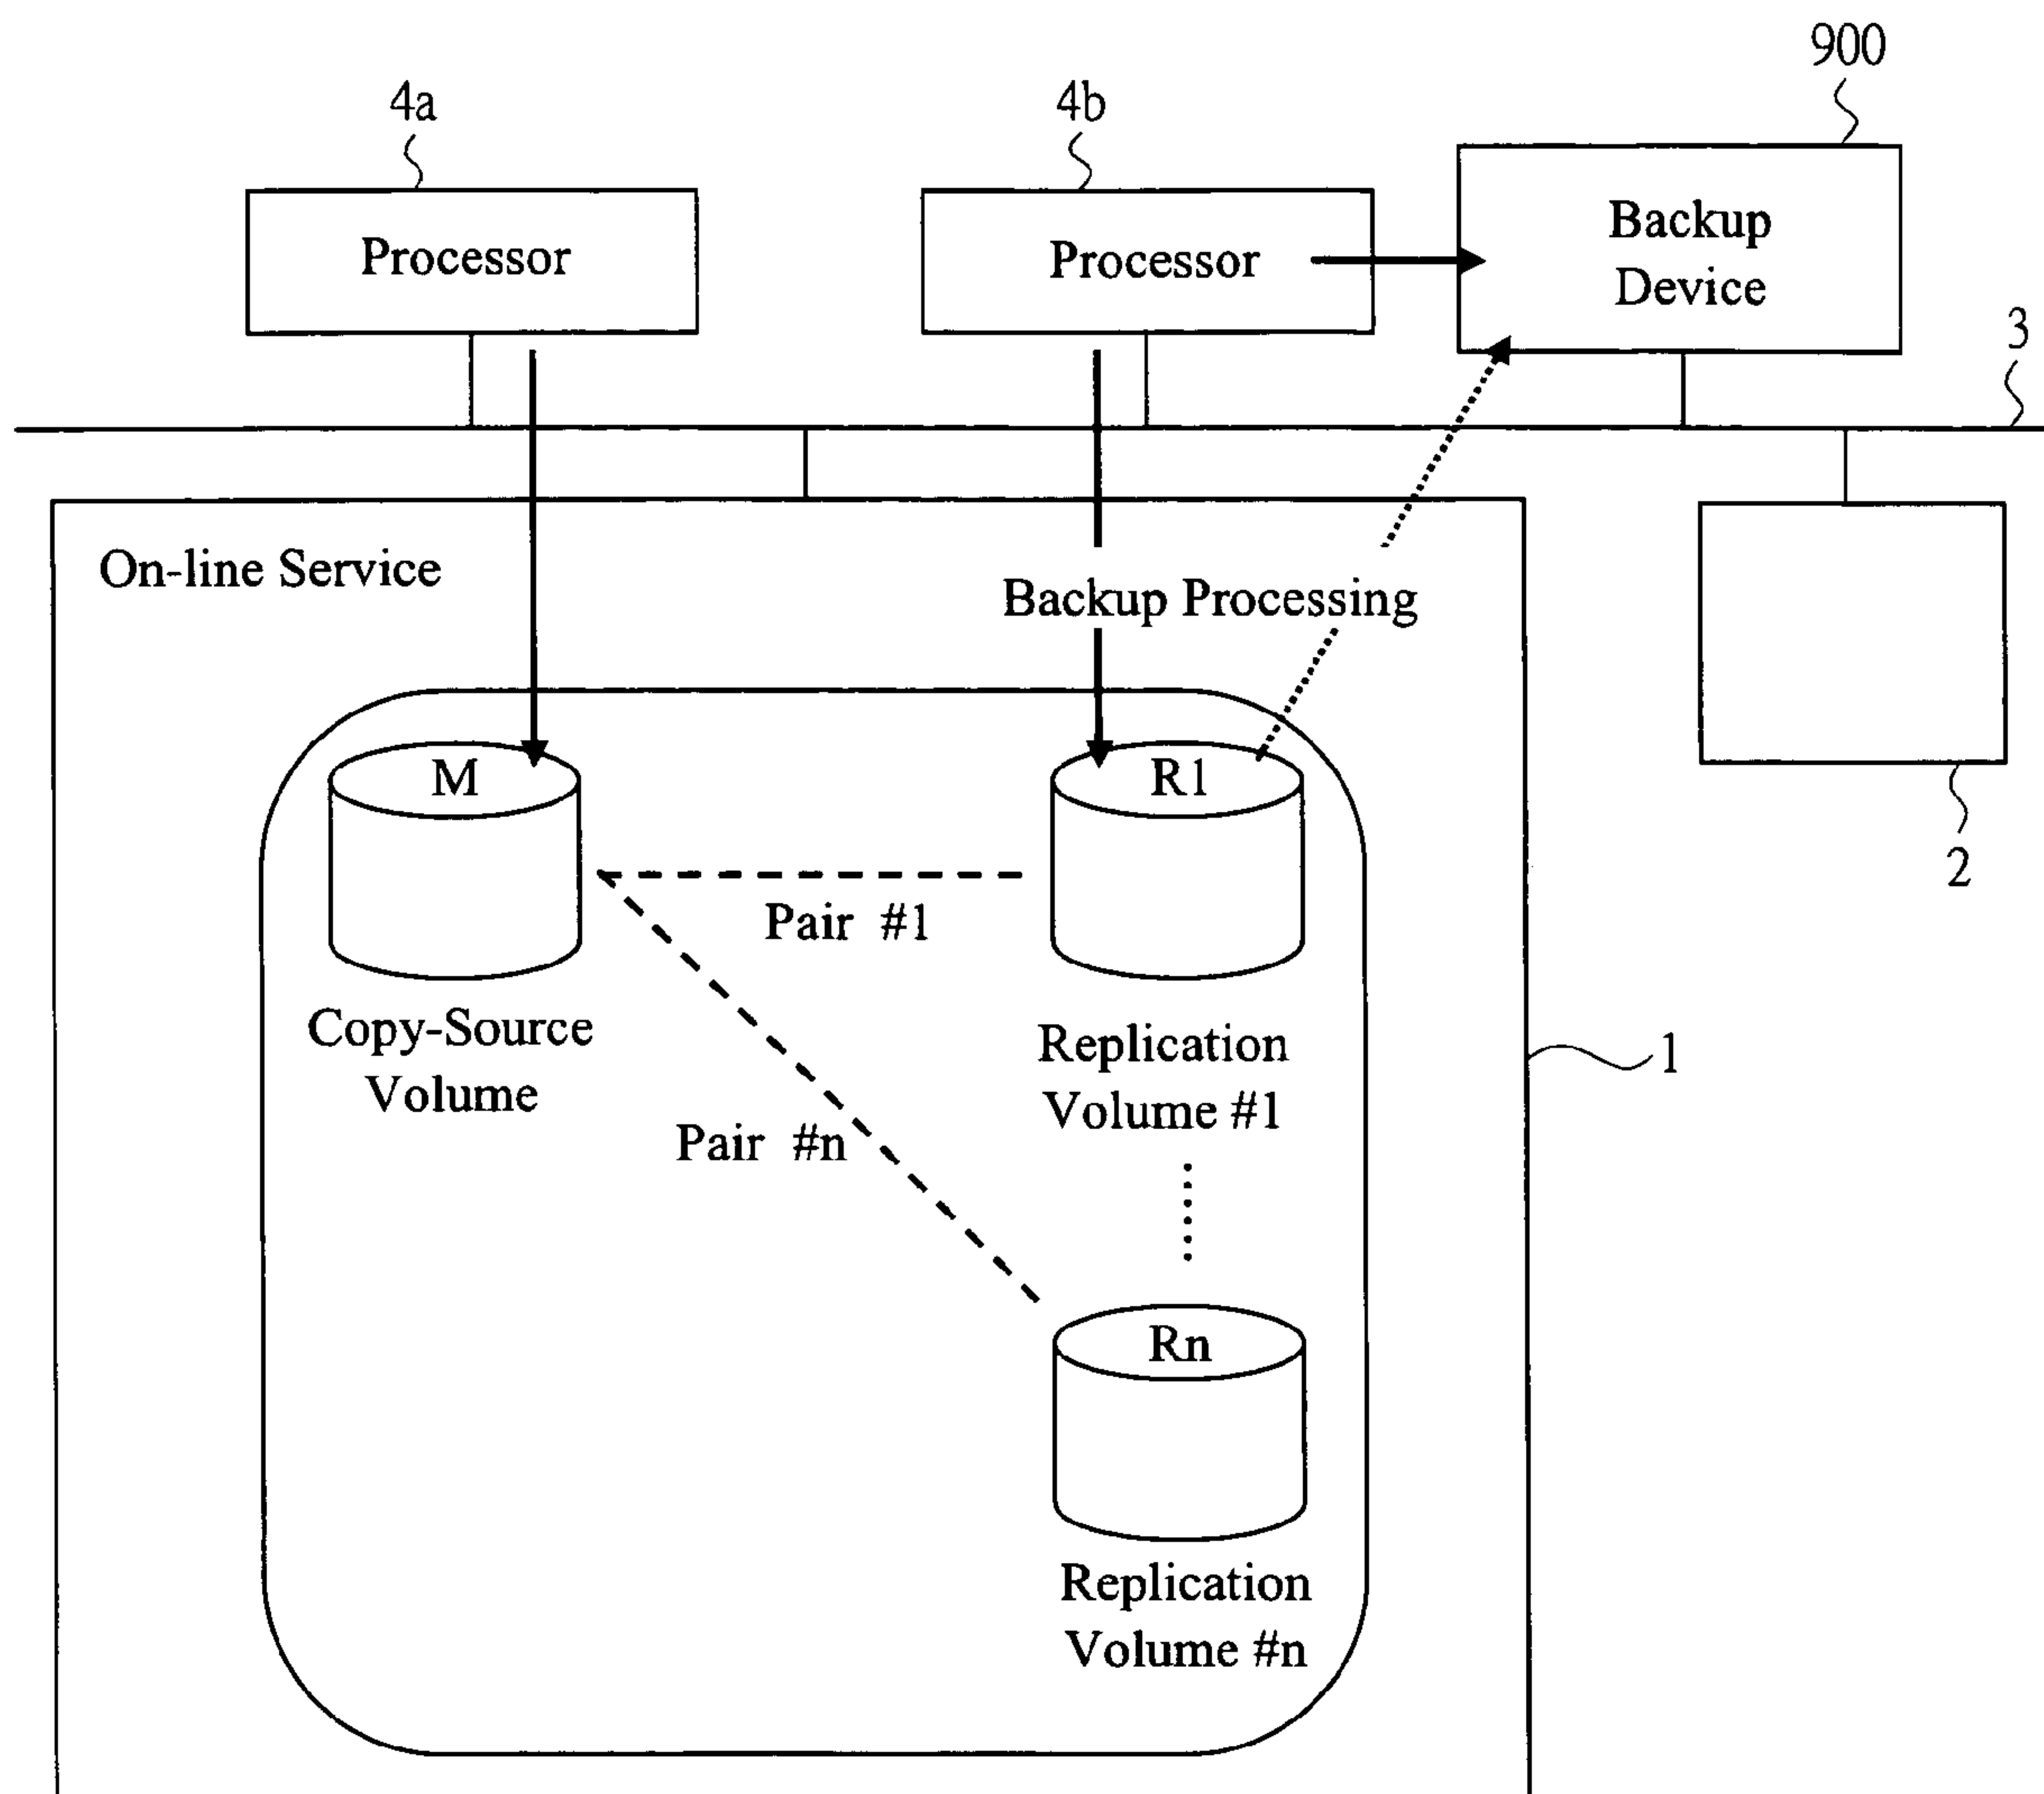 900
4a
4b
Processor
Processor
Backup
Device
3
On-line Service
Backup Processing
M
R1
2
Pair #1
Copy-Source
Volume
Replication
Volume #1
1
Pair #n
Rn
Replication
Volume #n